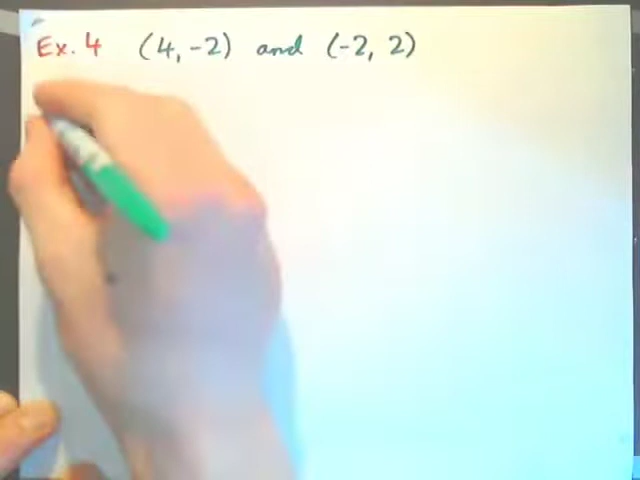 Ex. 4 (4, -2) and (-2, 2)